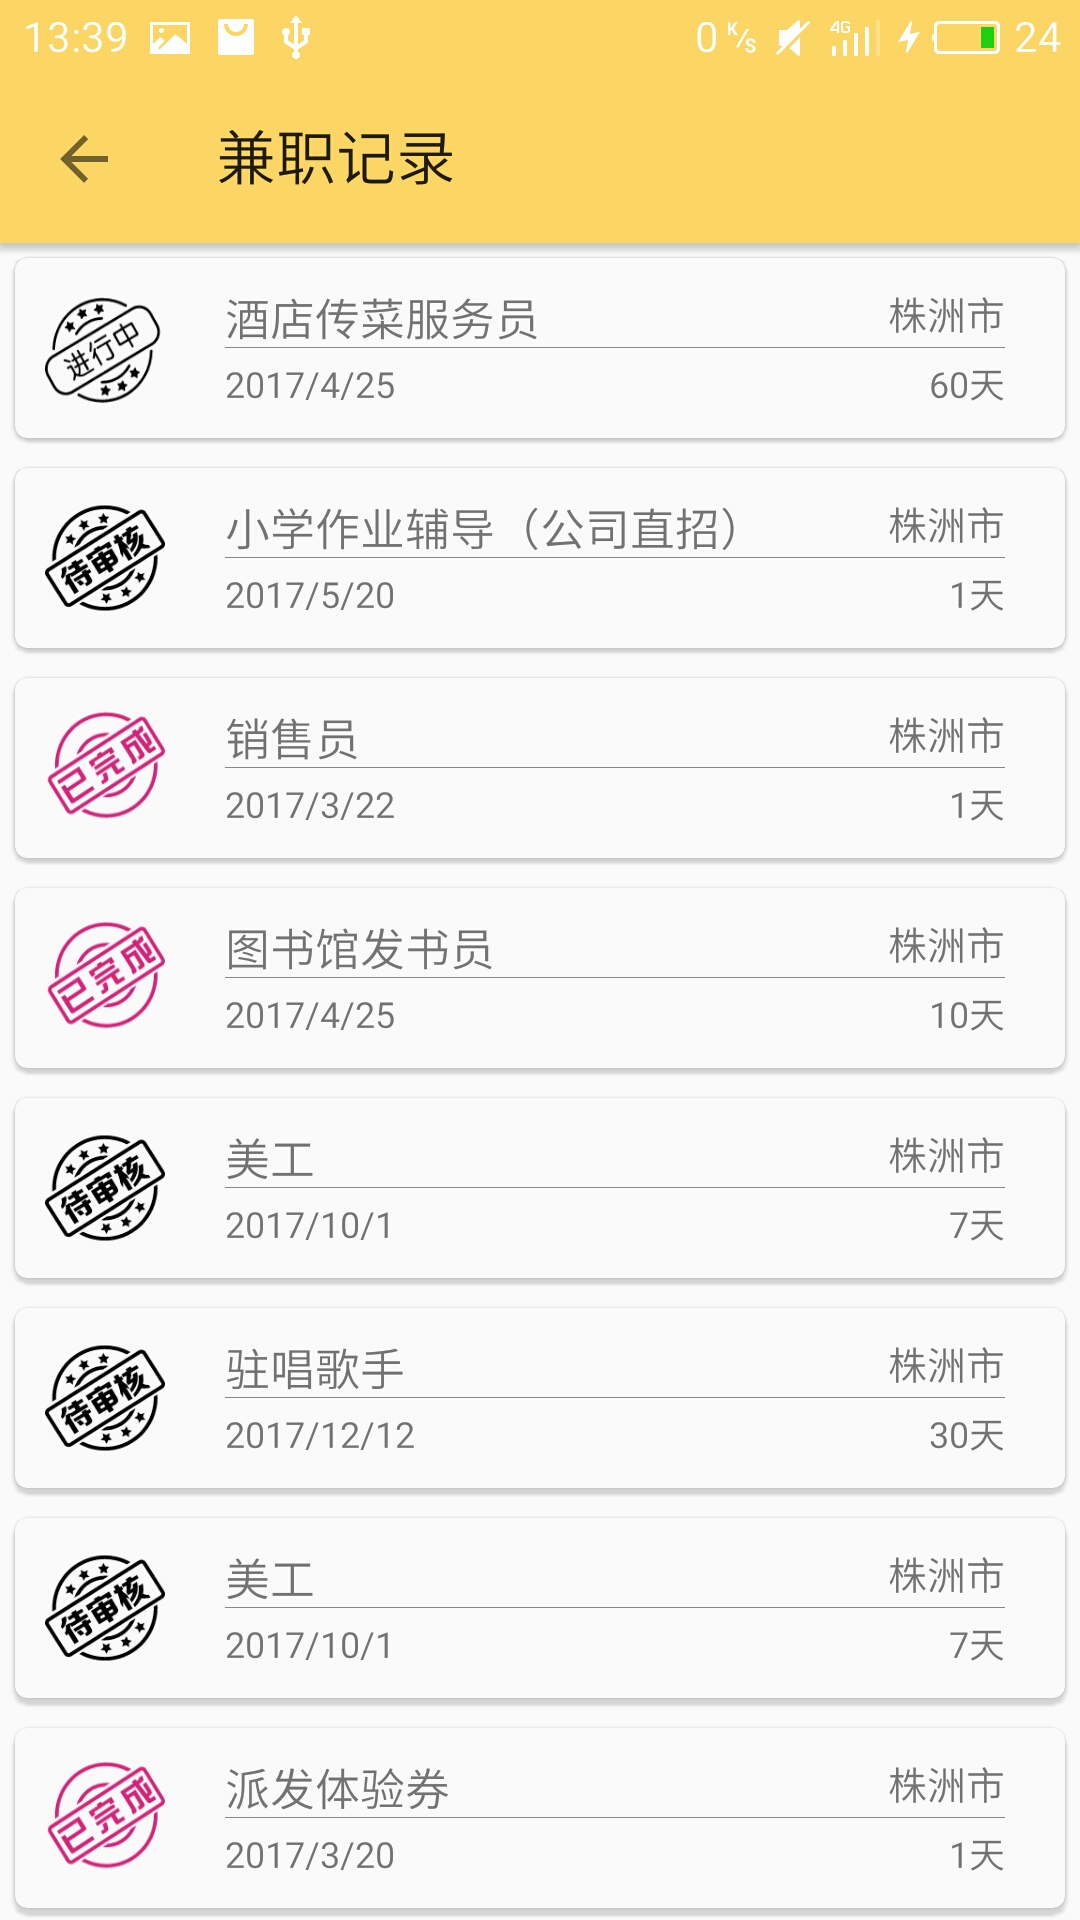 13:39 0 K/s 4G 24
兼职记录
进行中
酒店传菜服务员 株洲市
2017/4/25 60天
待审核
小学作业辅导（公司直招） 株洲市
2017/5/20 1天
已完成
销售员 株洲市
2017/3/22 1天
已完成
图书馆发书员 株洲市
2017/4/25 10天
待审核
美工 株洲市
2017/10/1 7天
待审核
驻唱歌手 株洲市
2017/12/12 30天
待审核
美工 株洲市
2017/10/1 7天
已完成
派发体验券 株洲市
2017/3/20 1天